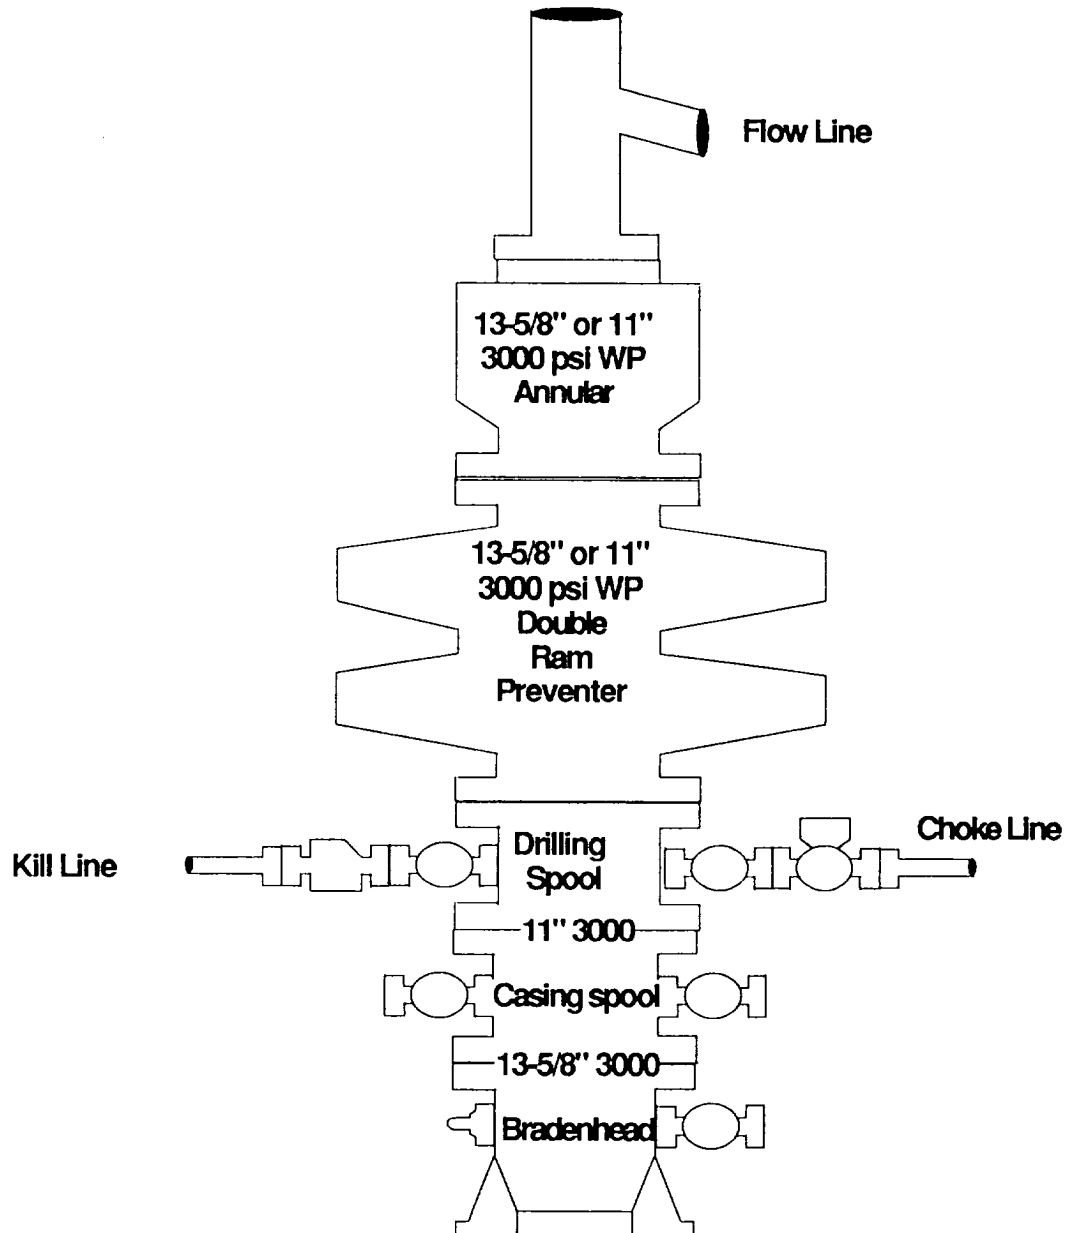 Flow Line
13-5/8" or 11"
3000 psi WP
Annular
13-5/8" or 11"
3000 psi WP
Double
Ram
Preventer
Choke Line
Kill Line
Drilling
Spool
11" 3000
Casing spool
13-5/8" 3000
Bradenhead